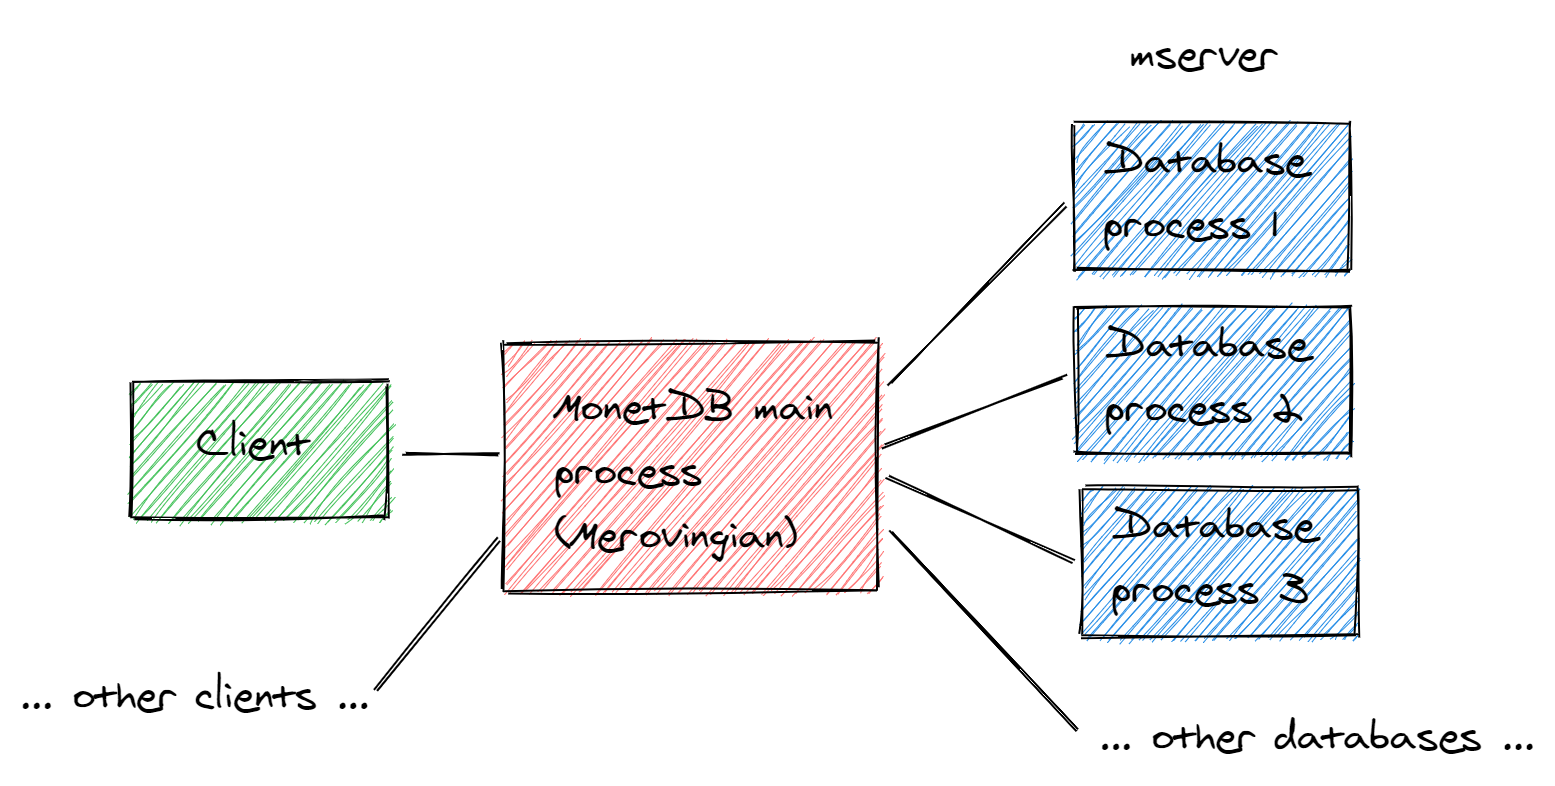 mserver
Database
process 1
Database
process 2
Database
process 3
Client
MonetDB main
process
(Merovingian)
... other clients ...
... other databases ...